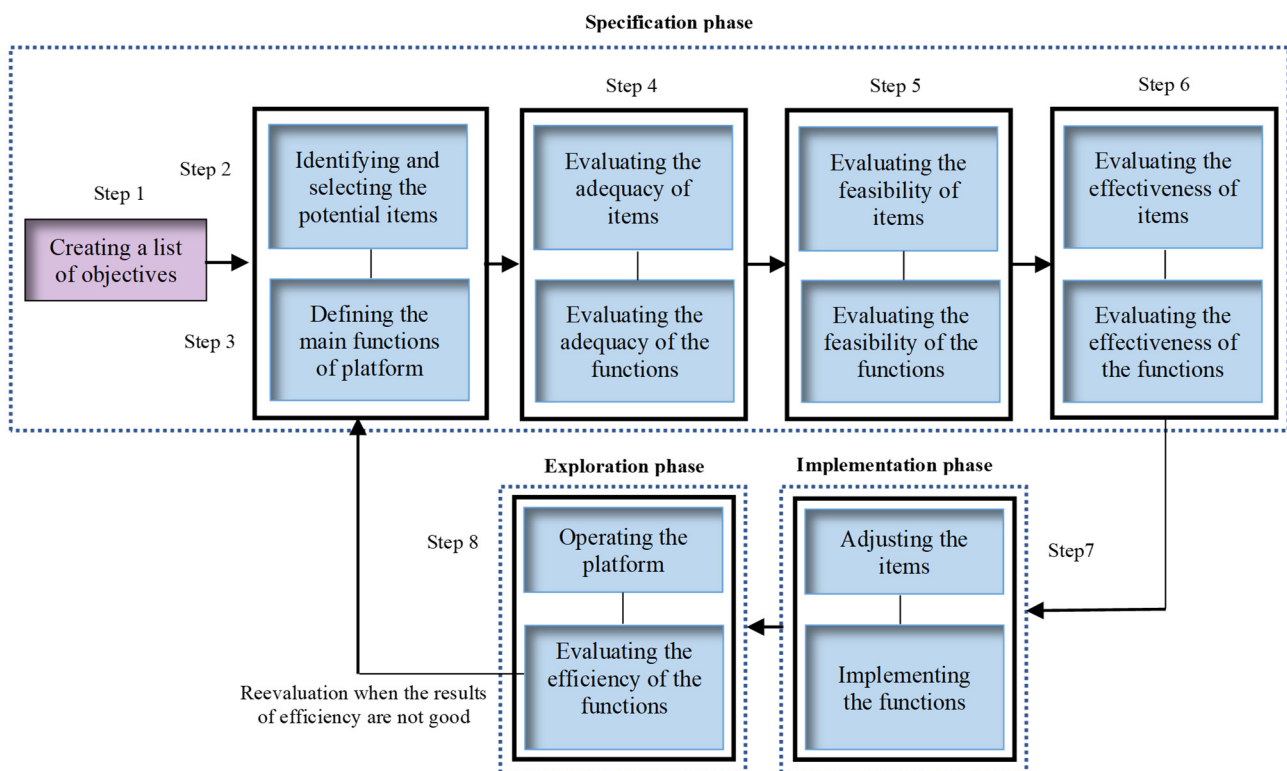 Specification phase
Step 1
Creating a list
of objectives
Step 2
Identifying and
selecting the
potential items
Step 3
Defining the
main functions
of platform
Step 4
Evaluating the
adequacy of
items
Evaluating the
adequacy of the
functions
Step 5
Evaluating the
feasibility of
items
Evaluating the
feasibility of the
functions
Step 6
Evaluating the
effectiveness of
items
Evaluating the
effectiveness of
the functions
Implementation phase
Step7
Adjusting the
items
Implementing
the functions
Exploration phase
Step 8
Operating the
platform
Evaluating the
efficiency of the
functions
Reevaluation when the results
of efficiency are not good